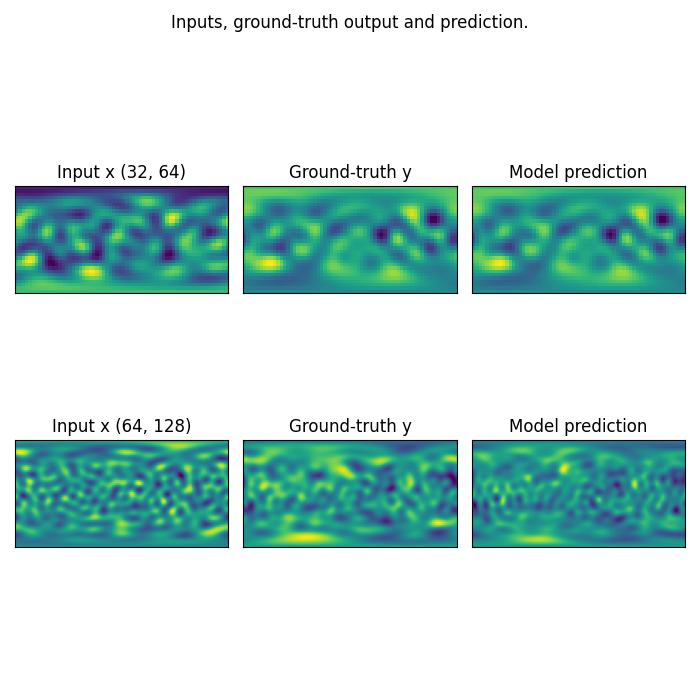 Inputs, ground-truth output and prediction.
Input x (32, 64)
Ground-truth y
Model prediction
Input x (64, 128)
Ground-truth y
Model prediction